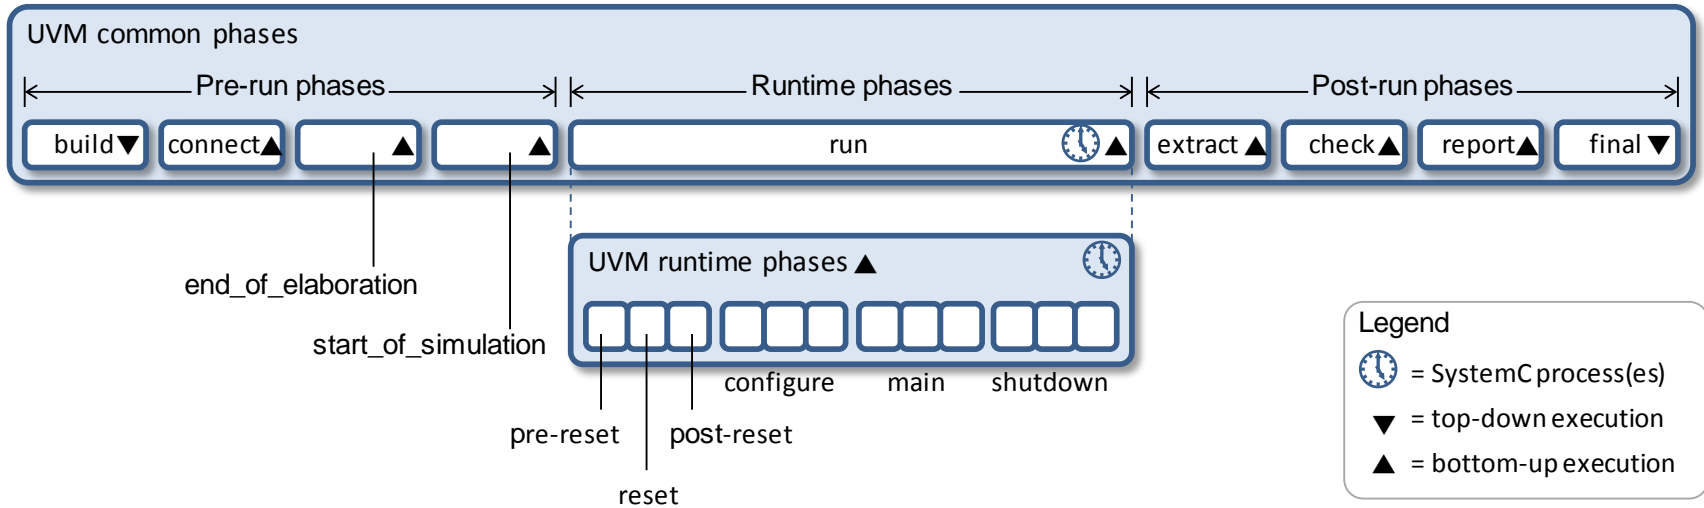 UVM common phases
Pre-run phases
Runtime phases
Post-run phases
build
connect
run
extract
check
report
final
end_of_elaboration
start_of_simulation
UVM runtime phases
configure
main
shutdown
pre-reset
post-reset
reset
Legend
= SystemC process(es)
= top-down execution
= bottom-up execution